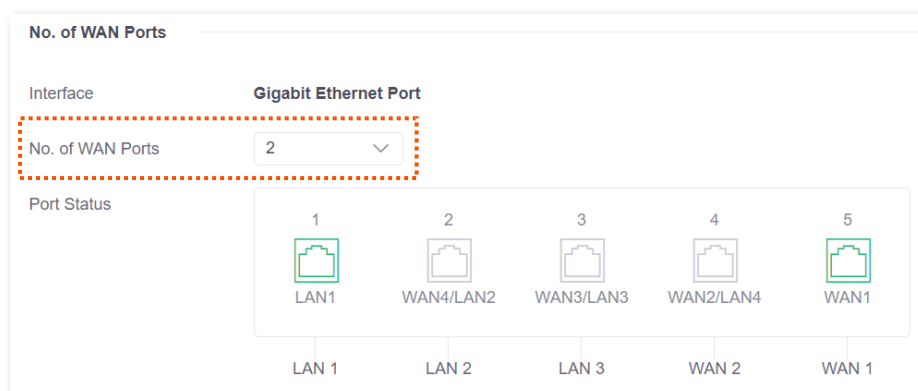 No. of WAN Ports
Interface Gigabit Ethernet Port
No. of WAN Ports 2
Port Status
1 2 3 4 5
LAN1 WAN4/LAN2 WAN3/LAN3 WAN2/LAN4 WAN1
LAN 1 LAN 2 LAN 3 WAN 2 WAN 1